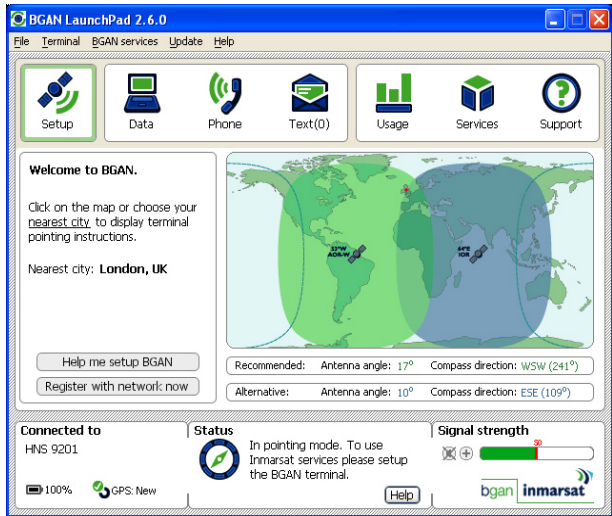 BGAN LaunchPad 2.6.0
File Terminal BGAN services Update Help
Setup Data Phone Text(0) Usage Services Support
Welcome to BGAN.
Click on the map or choose your
nearest city to display terminal
pointing instructions.
Nearest city: London, UK
Help me setup BGAN
Register with network now
53°W
AOR-W
64°E
IOR
Recommended: Antenna angle: 17° Compass direction: WSW (241°)
Alternative: Antenna angle: 10° Compass direction: ESE (109°)
Connected to
HNS 9201
100% GPS: New
Status
In pointing mode. To use
Inmarsat services please setup
the BGAN terminal.
Help
Signal strength
50
bgan inmarsat